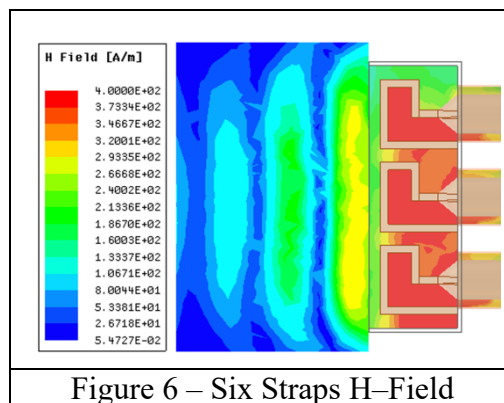 H Field [A/m]
4.0000E+02
3.7334E+02
3.4667E+02
3.2001E+02
2.9335E+02
2.6668E+02
2.4002E+02
2.1336E+02
1.8670E+02
1.6003E+02
1.3337E+02
1.0671E+02
8.0044E+01
5.3381E+01
2.6718E+01
5.4727E-02
Figure 6 – Six Straps H–Field